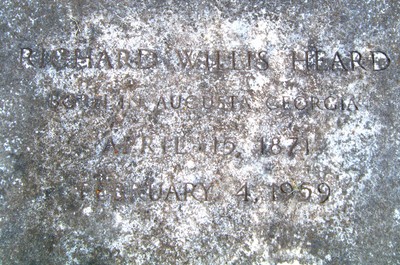 RICHARD WILLIS HEARD
BORN IN AUGUSTA GEORGIA
APRIL 15, 1871
FEBRUARY 4, 1959